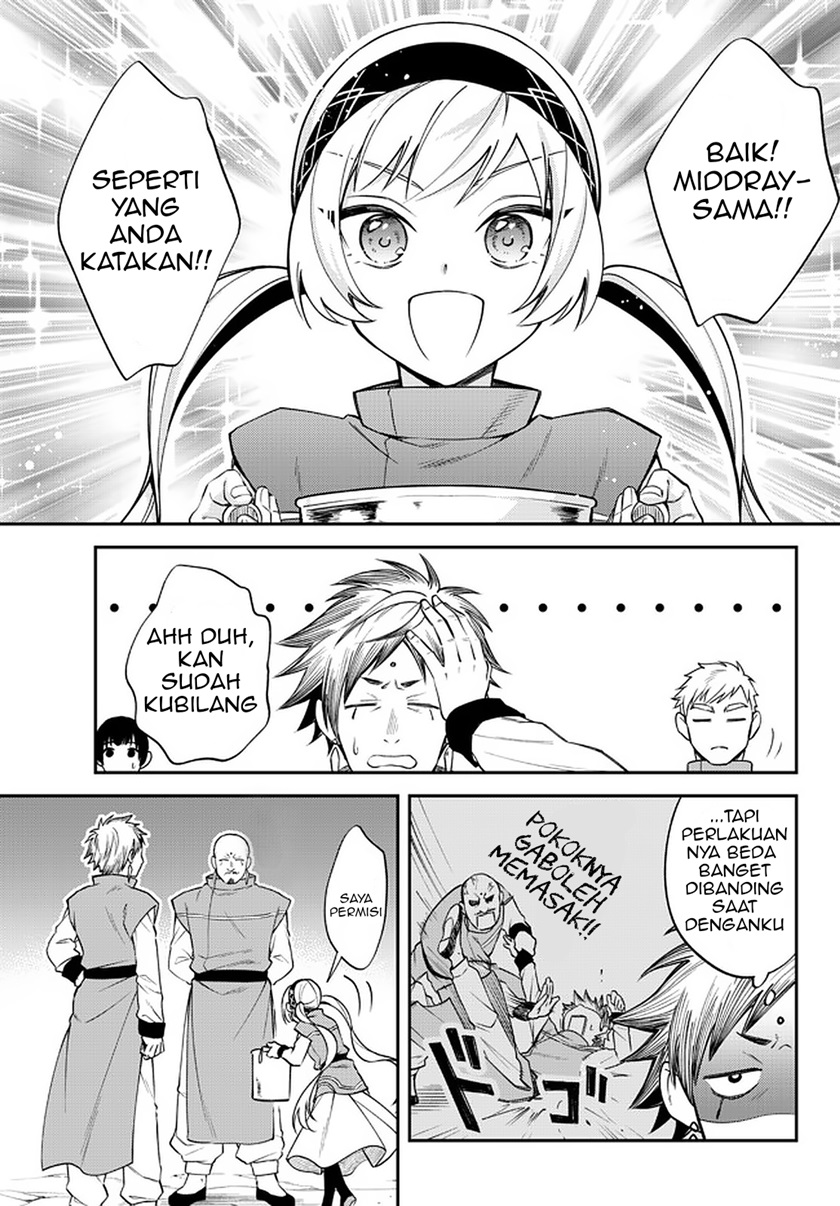 BAIK!
MIDDRAY-
SAMA!!
SEPERTI
YANG
ANDA
KATAKAN!!
AHH DUH,
KAN
SUDAH
KUBILANG
...TAPI
PERLAKUAN
NYA BEDA
BANGET
DIBANDING
SAAT
DENGANKU
POKOKNYA
GABOLEH
MEMASAK!!
ドゴッ
SAYA
PERMISI